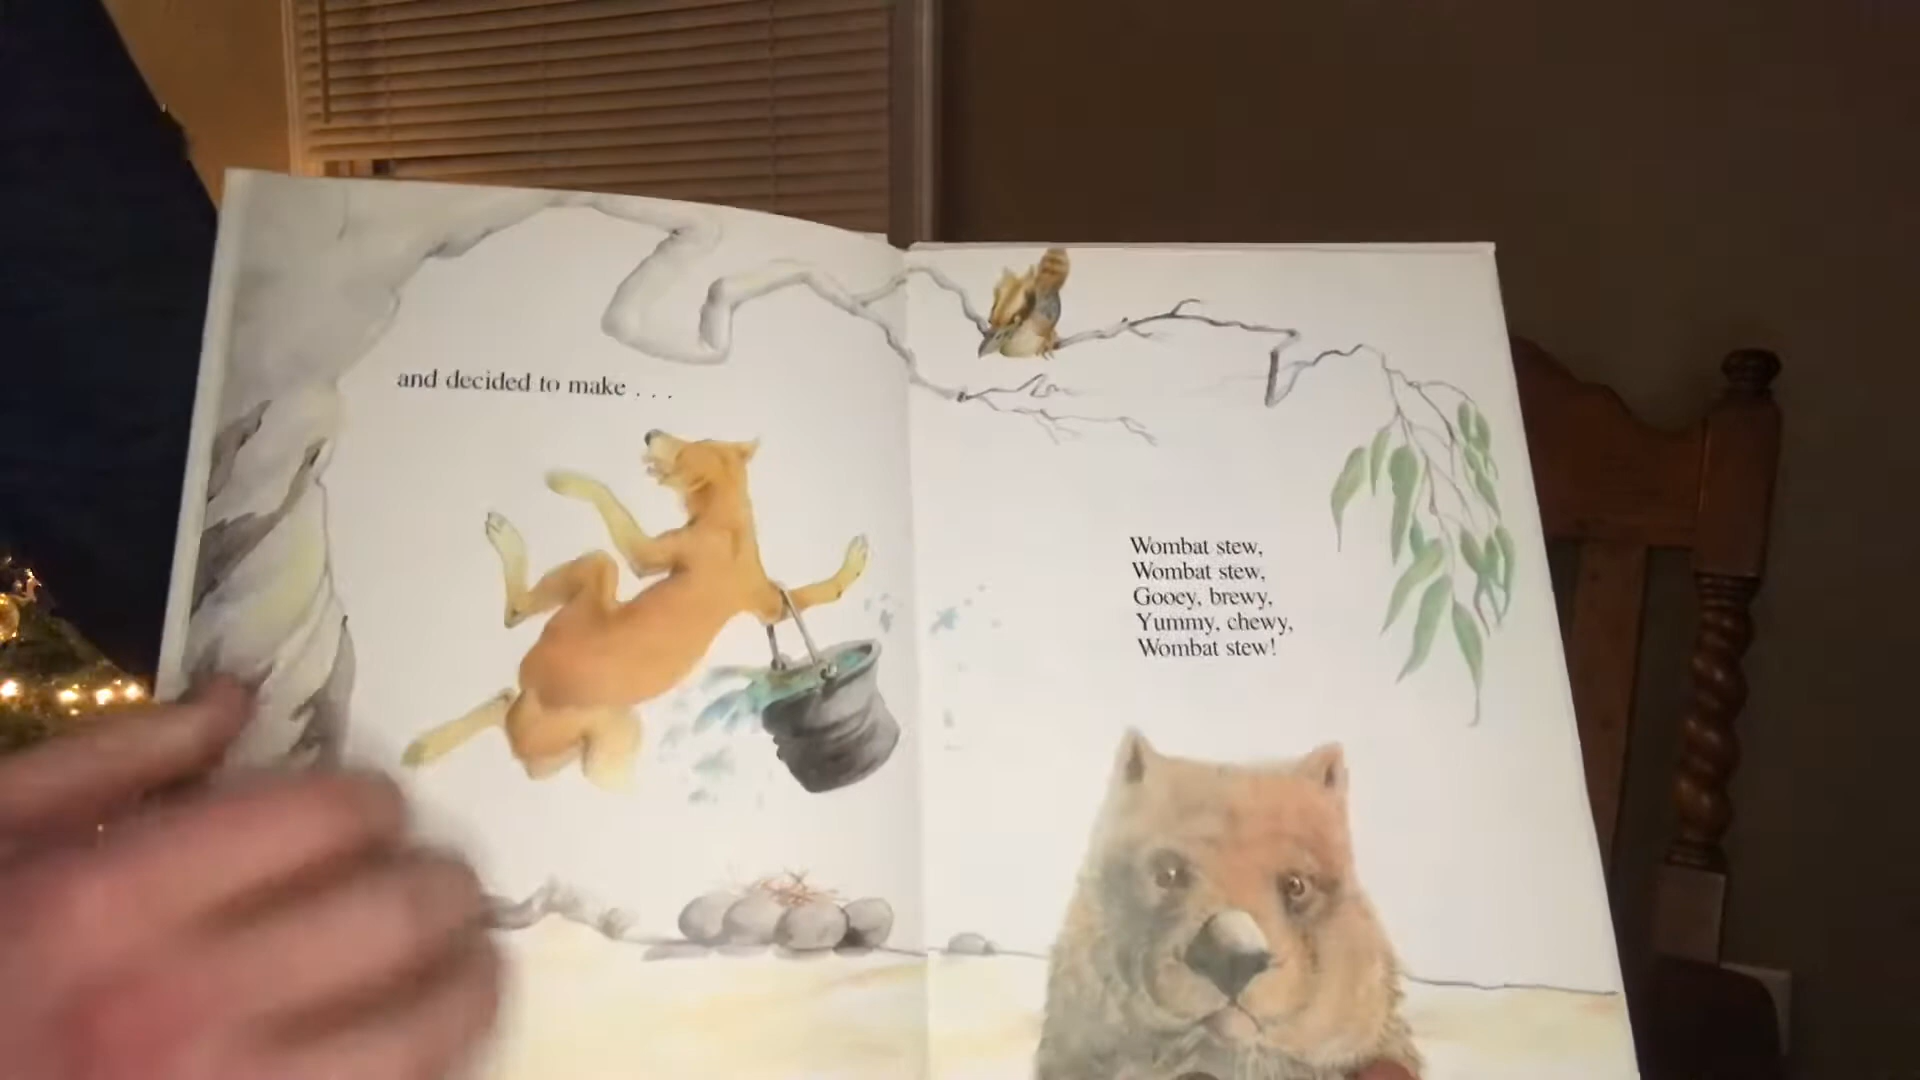 and decided to make . . .
Wombat stew,
Wombat stew,
Gooey, brewy,
Yummy, chewy,
Wombat stew!